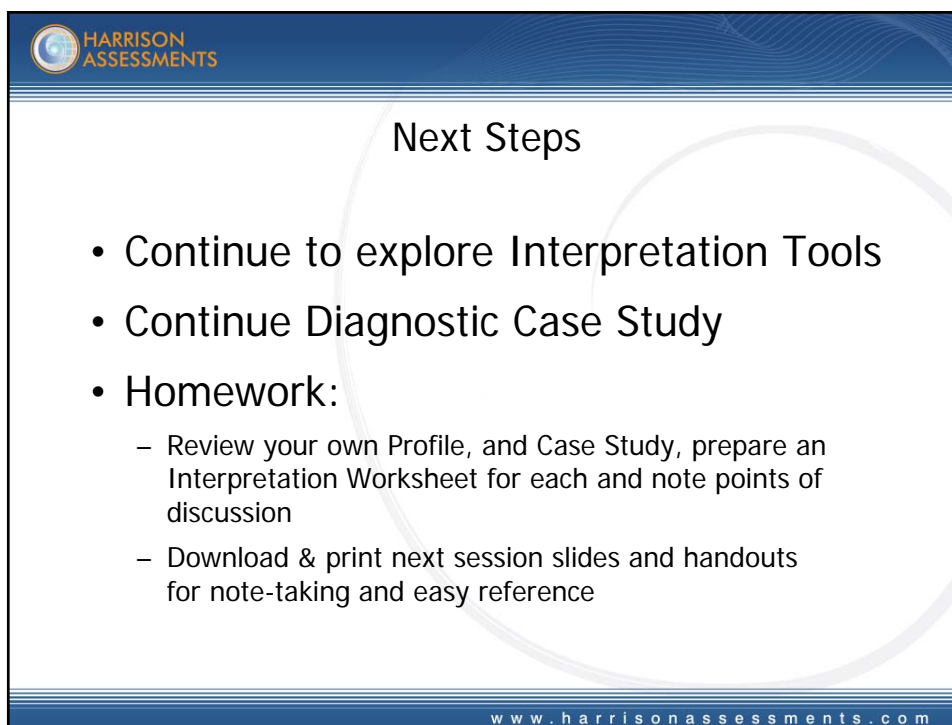 HARRISON
ASSESSMENTS
Next Steps
• Continue to explore Interpretation Tools
• Continue Diagnostic Case Study
• Homework:
– Review your own Profile, and Case Study, prepare an
Interpretation Worksheet for each and note points of
discussion
– Download & print next session slides and handouts
for note-taking and easy reference
www.harrisonassessments.com